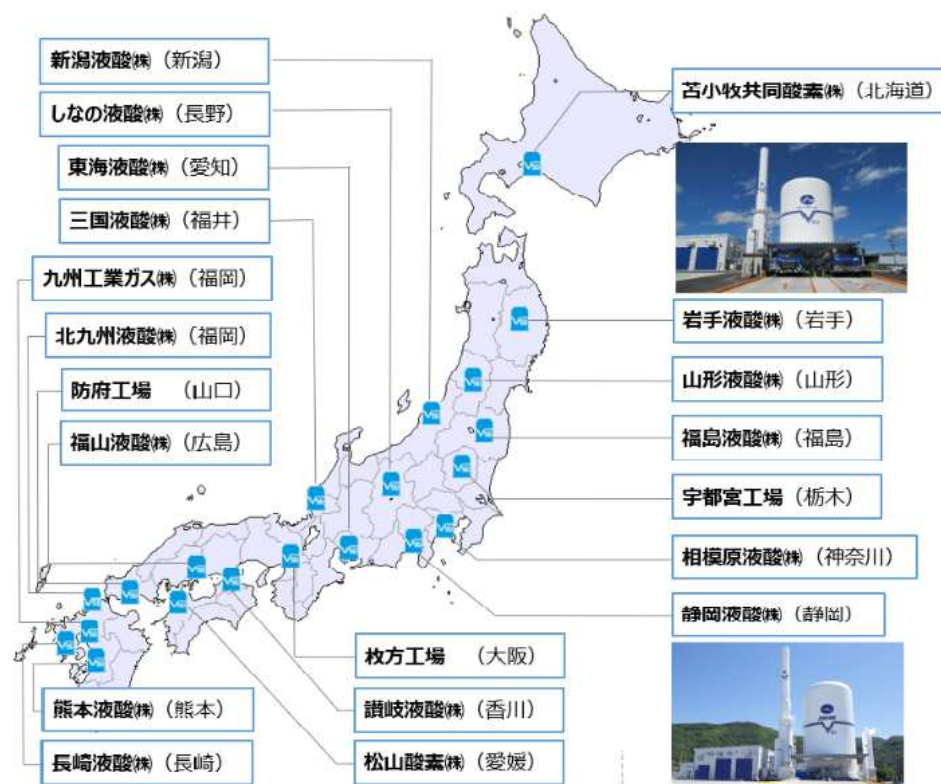 新潟液酸㈱（新潟）
しなの液酸㈱（長野）
東海液酸㈱（愛知）
三国液酸㈱（福井）
九州工業ガス㈱（福岡）
北九州液酸㈱（福岡）
防府工場　（山口）
福山液酸㈱（広島）
熊本液酸㈱（熊本）
長崎液酸㈱（長崎）
枚方工場　（大阪）
讃岐液酸㈱（香川）
松山酸素㈱（愛媛）
苫小牧共同酸素㈱（北海道）
岩手液酸㈱（岩手）
山形液酸㈱（山形）
福島液酸㈱（福島）
宇都宮工場（栃木）
相模原液酸㈱（神奈川）
静岡液酸㈱（静岡）